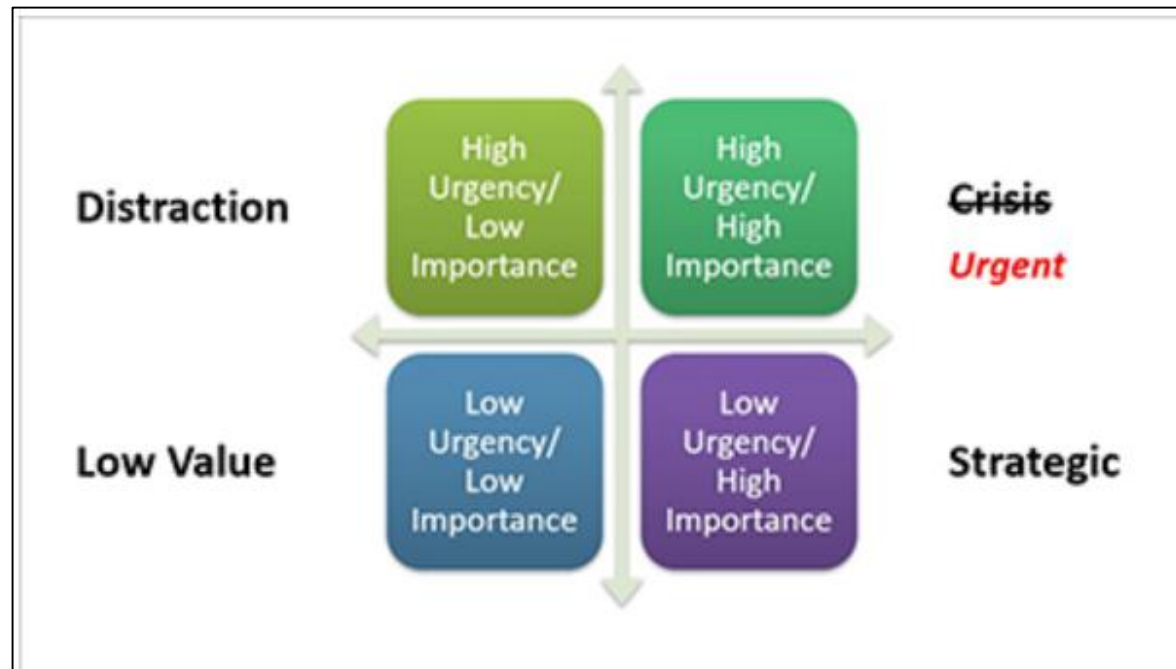 Distraction
High
Urgency/
Low
Importance
High
Urgency/
High
Importance
Crisis
Urgent
Low Value
Low
Urgency/
Low
Importance
Low
Urgency/
High
Importance
Strategic